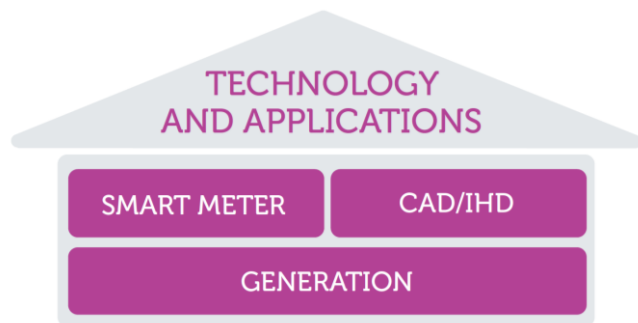 TECHNOLOGY
AND APPLICATIONS
SMART METER
CAD/IHD
GENERATION